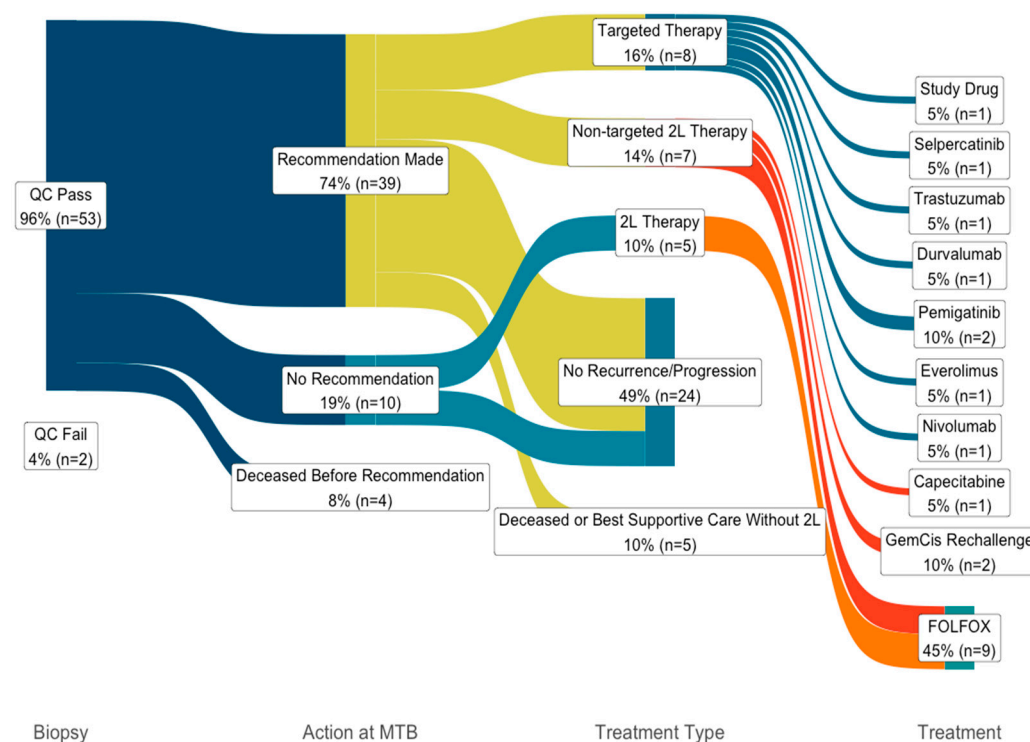 QC Pass
96% (n=53)
QC Fail
4% (n=2)
Recommendation Made
74% (n=39)
No Recommendation
19% (n=10)
Deceased Before Recommendation
8% (n=4)
Targeted Therapy
16% (n=8)
Non-targeted 2L Therapy
14% (n=7)
2L Therapy
10% (n=5)
No Recurrence/Progression
49% (n=24)
Deceased or Best Supportive Care Without 2L
10% (n=5)
Study Drug
5% (n=1)
Selpercatinib
5% (n=1)
Trastuzumab
5% (n=1)
Durvalumab
5% (n=1)
Pemigatinib
10% (n=2)
Everolimus
5% (n=1)
Nivolumab
5% (n=1)
Capecitabine
5% (n=1)
GemCis Rechallenge
10% (n=2)
FOLFOX
45% (n=9)
Biopsy
Action at MTB
Treatment Type
Treatment